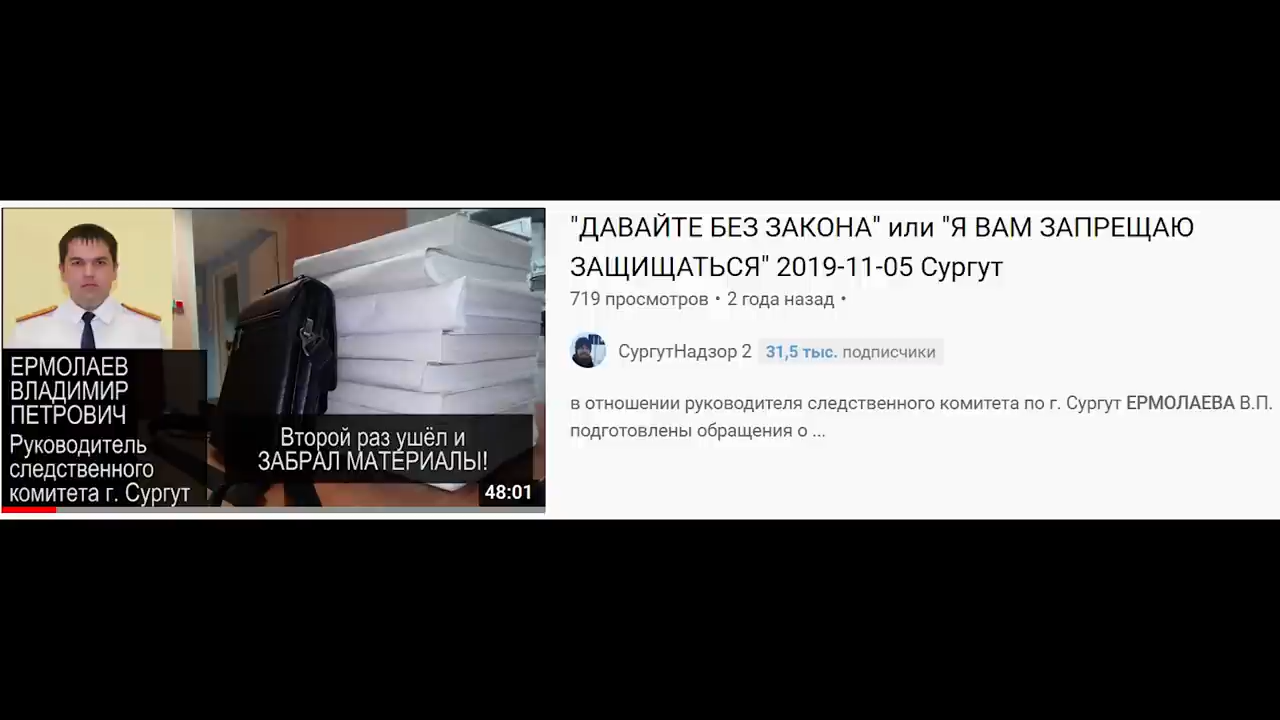 ЕРМОЛАЕВ
ВЛАДИМИР
ПЕТРОВИЧ
Руководитель
следственного
комитета г. Сургут
Второй раз ушёл и
ЗАБРАЛ МАТЕРИАЛЫ!
48:01
"ДАВАЙТЕ БЕЗ ЗАКОНА" или "Я ВАМ ЗАПРЕЩАЮ
ЗАЩИЩАТЬСЯ" 2019-11-05 Сургут
719 просмотров • 2 года назад •
СургутНадзор 2 31,5 тыс. подписчики
в отношении руководителя следственного комитета по г. Сургут ЕРМОЛАЕВА В.П.
подготовлены обращения о ...